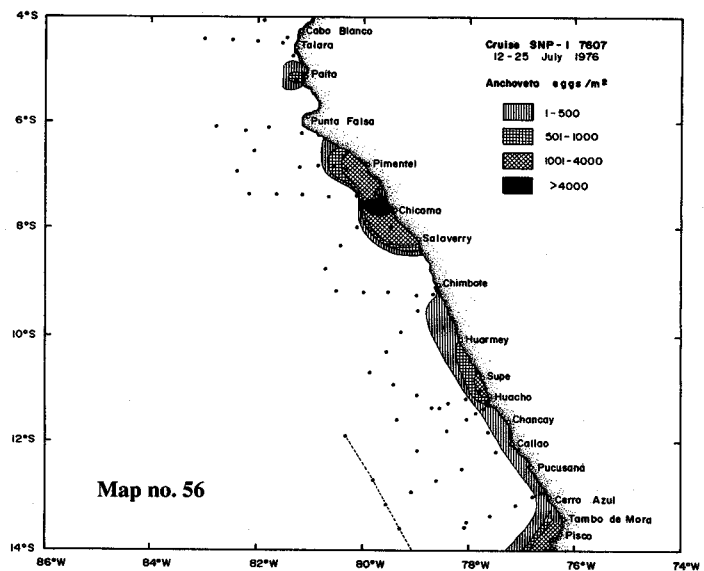 4°S
Cabo Blanco
Talara
Cruise SNP-1 7607
12-25 July 1976
Paita
Anchoveta eggs/m²
1-500
6°S
Punta Falsa
501-1000
1001-4000
Pimentel
>4000
8°S
Chicama
Salaverry
Chimbote
10°S
Huarmey
Supe
Huacho
Chancay
12°S
Callao
Pucusaná
Map no. 56
Cerro Azul
Tambo de Mora
Pisco
14°S
86°W
84°W
82°W
80°W
78°W
76°W
74°W